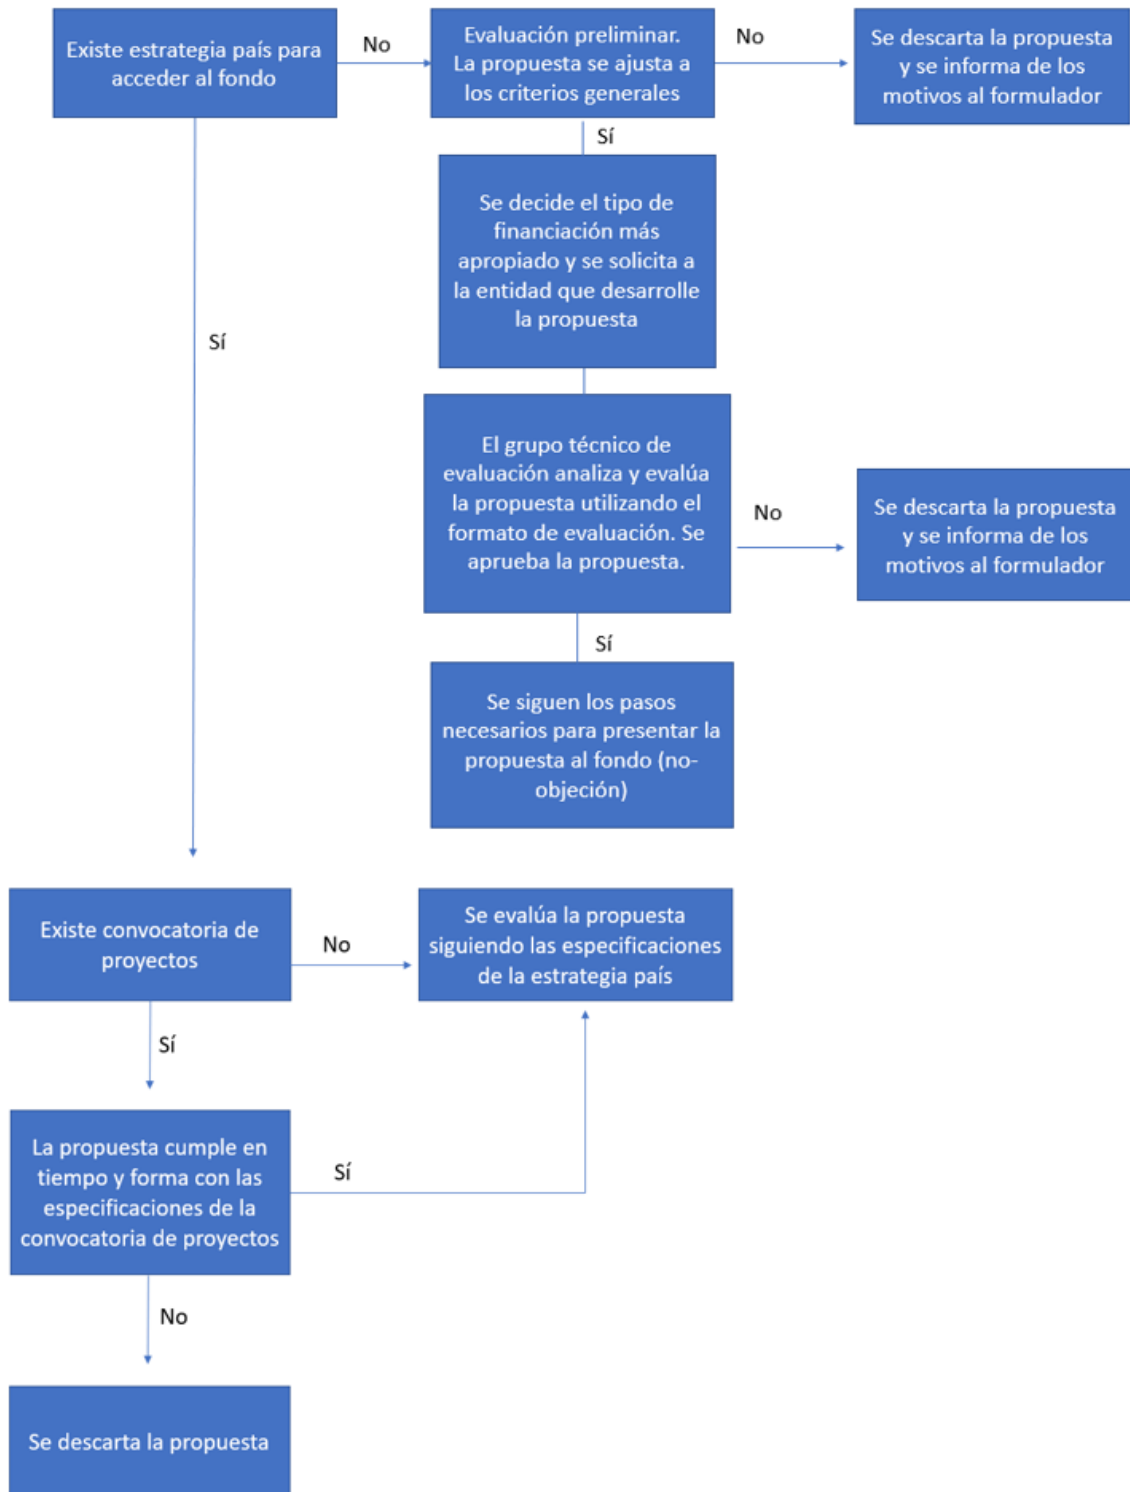 Existe estrategia país para
acceder al fondo
No
Evaluación preliminar.
La propuesta se ajusta a
los criterios generales
No
Se descarta la propuesta
y se informa de los
motivos al formulador
Sí
Se decide el tipo de
financiación más
apropiado y se solicita a
la entidad que desarrolle
la propuesta
Sí
El grupo técnico de
evaluación analiza y evalúa
la propuesta utilizando el
formato de evaluación. Se
aprueba la propuesta.
No
Se descarta la propuesta
y se informa de los
motivos al formulador
Sí
Se siguen los pasos
necesarios para presentar la
propuesta al fondo (no-
objeción)
Existe convocatoria de
proyectos
No
Se evalúa la propuesta
siguiendo las especificaciones
de la estrategia país
Sí
La propuesta cumple en
tiempo y forma con las
especificaciones de la
convocatoria de proyectos
Sí
No
Se descarta la propuesta